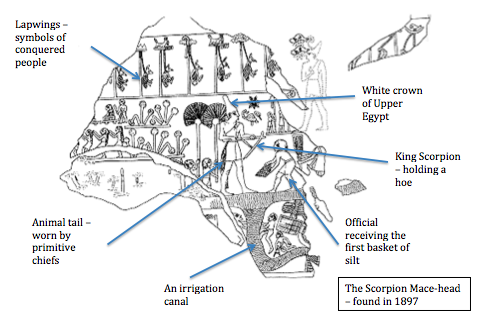 Lapwings –
symbols of
conquered
people
White crown
of Upper
Egypt
King Scorpion
– holding a
hoe
Animal tail –
worn by
primitive
chiefs
Official
receiving the
first basket of
silt
An irrigation
canal
The Scorpion Mace-head
– found in 1897